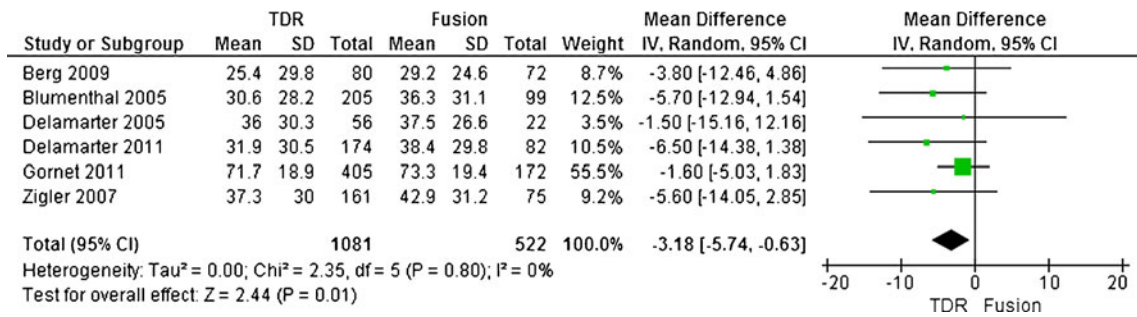 TDR Fusion Mean Difference Mean Difference
Study or Subgroup Mean SD Total Mean SD Total Weight IV, Random, 95% CI IV, Random, 95% CI
Berg 2009 25.4 29.8 80 29.2 24.6 72 8.7% -3.80 [-12.46, 4.86]
Blumenthal 2005 30.6 28.2 205 36.3 31.1 99 12.5% -5.70 [-12.94, 1.54]
Delamarter 2005 36 30.3 56 37.5 26.6 22 3.5% -1.50 [-15.16, 12.16]
Delamarter 2011 31.9 30.5 174 38.4 29.8 82 10.5% -6.50 [-14.38, 1.38]
Gornet 2011 71.7 18.9 405 73.3 19.4 172 55.5% -1.60 [-5.03, 1.83]
Zigler 2007 37.3 30 161 42.9 31.2 75 9.2% -5.60 [-14.05, 2.85]
Total (95% CI) 1081 522 100.0% -3.18 [-5.74, -0.63]
Heterogeneity: Tau² = 0.00; Chi² = 2.35, df = 5 (P = 0.80); I² = 0%
Test for overall effect: Z = 2.44 (P = 0.01)
-20 -10 0 10 20
TDR Fusion